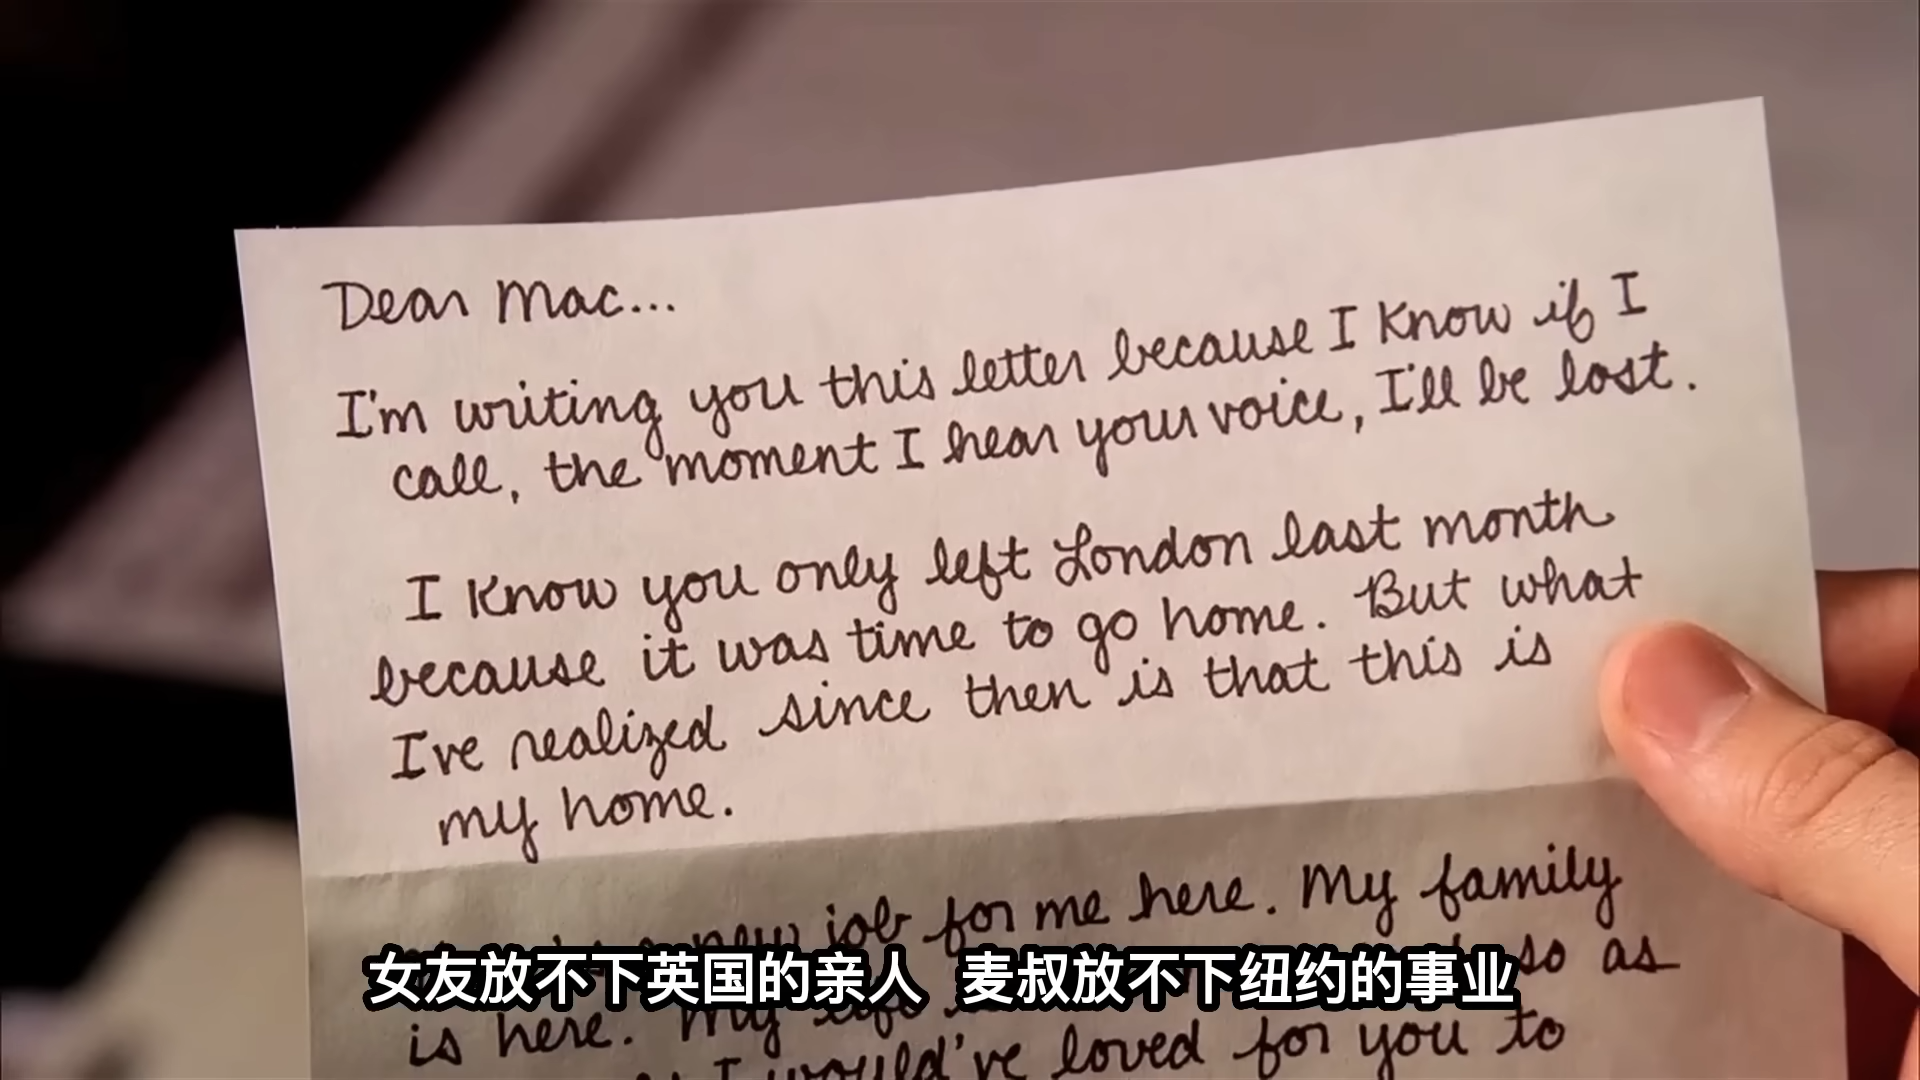 Dear Mac...
I'm writing you this letter because I know if I
call, the moment I hear your voice, I'll be lost.
I know you only left London last month
because it was time to go home. But what
I've realized since then is that this is
my home.
new job for me here. My family
女友放不下英国的亲人 麦叔放不下纽约的事业
so as
is here. My life
I would've loved for you to